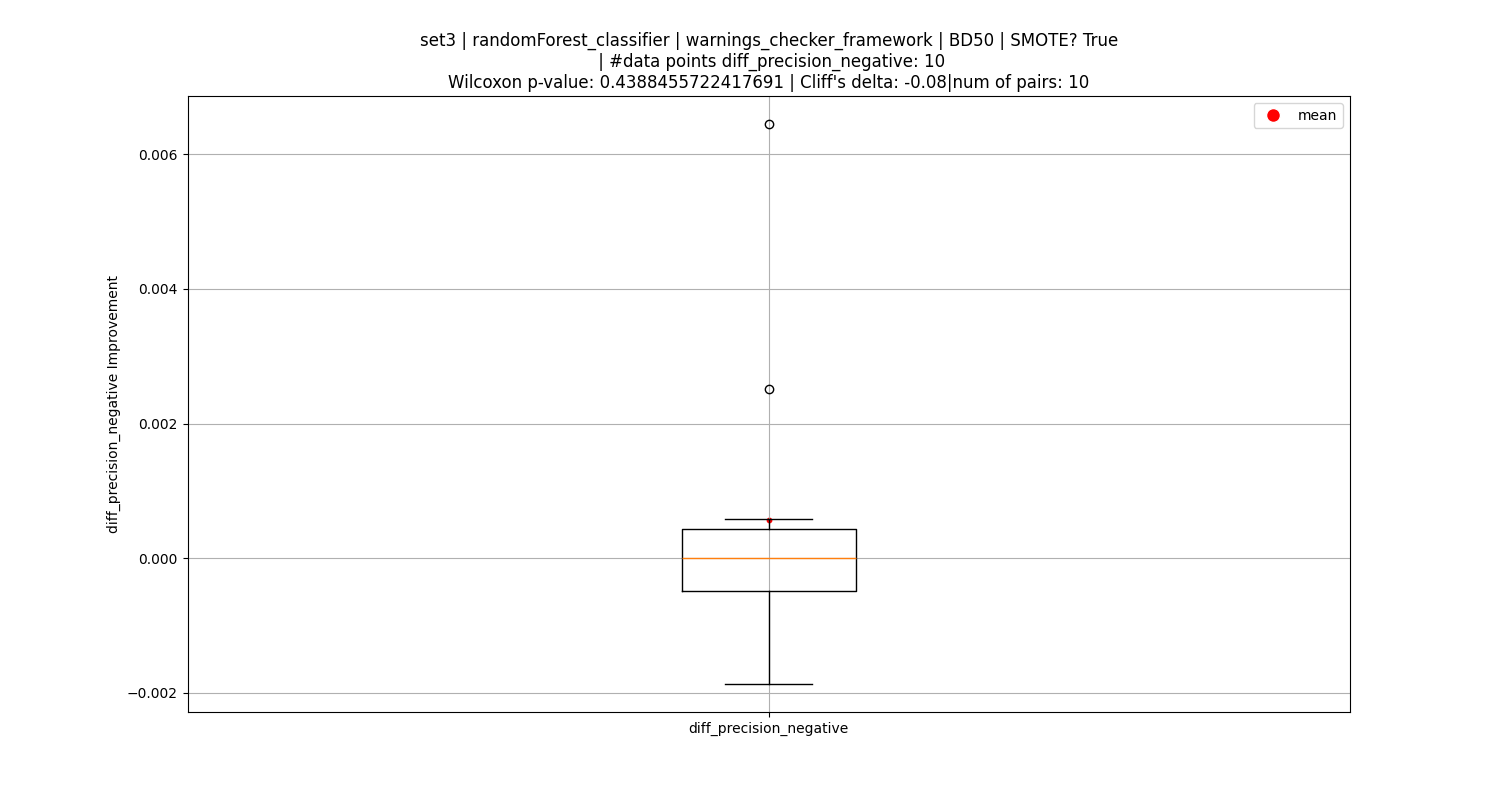 set3 | randomForest_classifier | warnings_checker_framework | BD50 | SMOTE? True
| #data points diff_precision_negative: 10
Wilcoxon p-value: 0.4388455722417691 | Cliff's delta: -0.08|num of pairs: 10
mean
0.006
0.004
0.002
0.000
−0.002
diff_precision_negative Improvement
diff_precision_negative